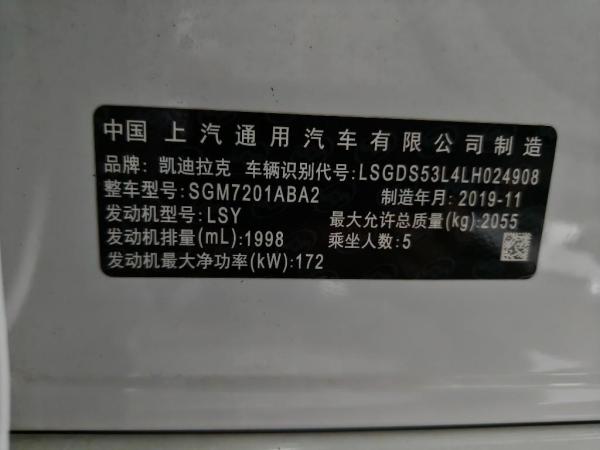 中国 上汽通用汽车有限公司制造
品牌: 凯迪拉克 车辆识别代号: LSGDS53L4LH024908
整车型号: SGM7201ABA2 制造年月: 2019-11
发动机型号: LSY 最大允许总质量(kg): 2055
发动机排量(mL): 1998 乘坐人数: 5
发动机最大净功率(kW): 172